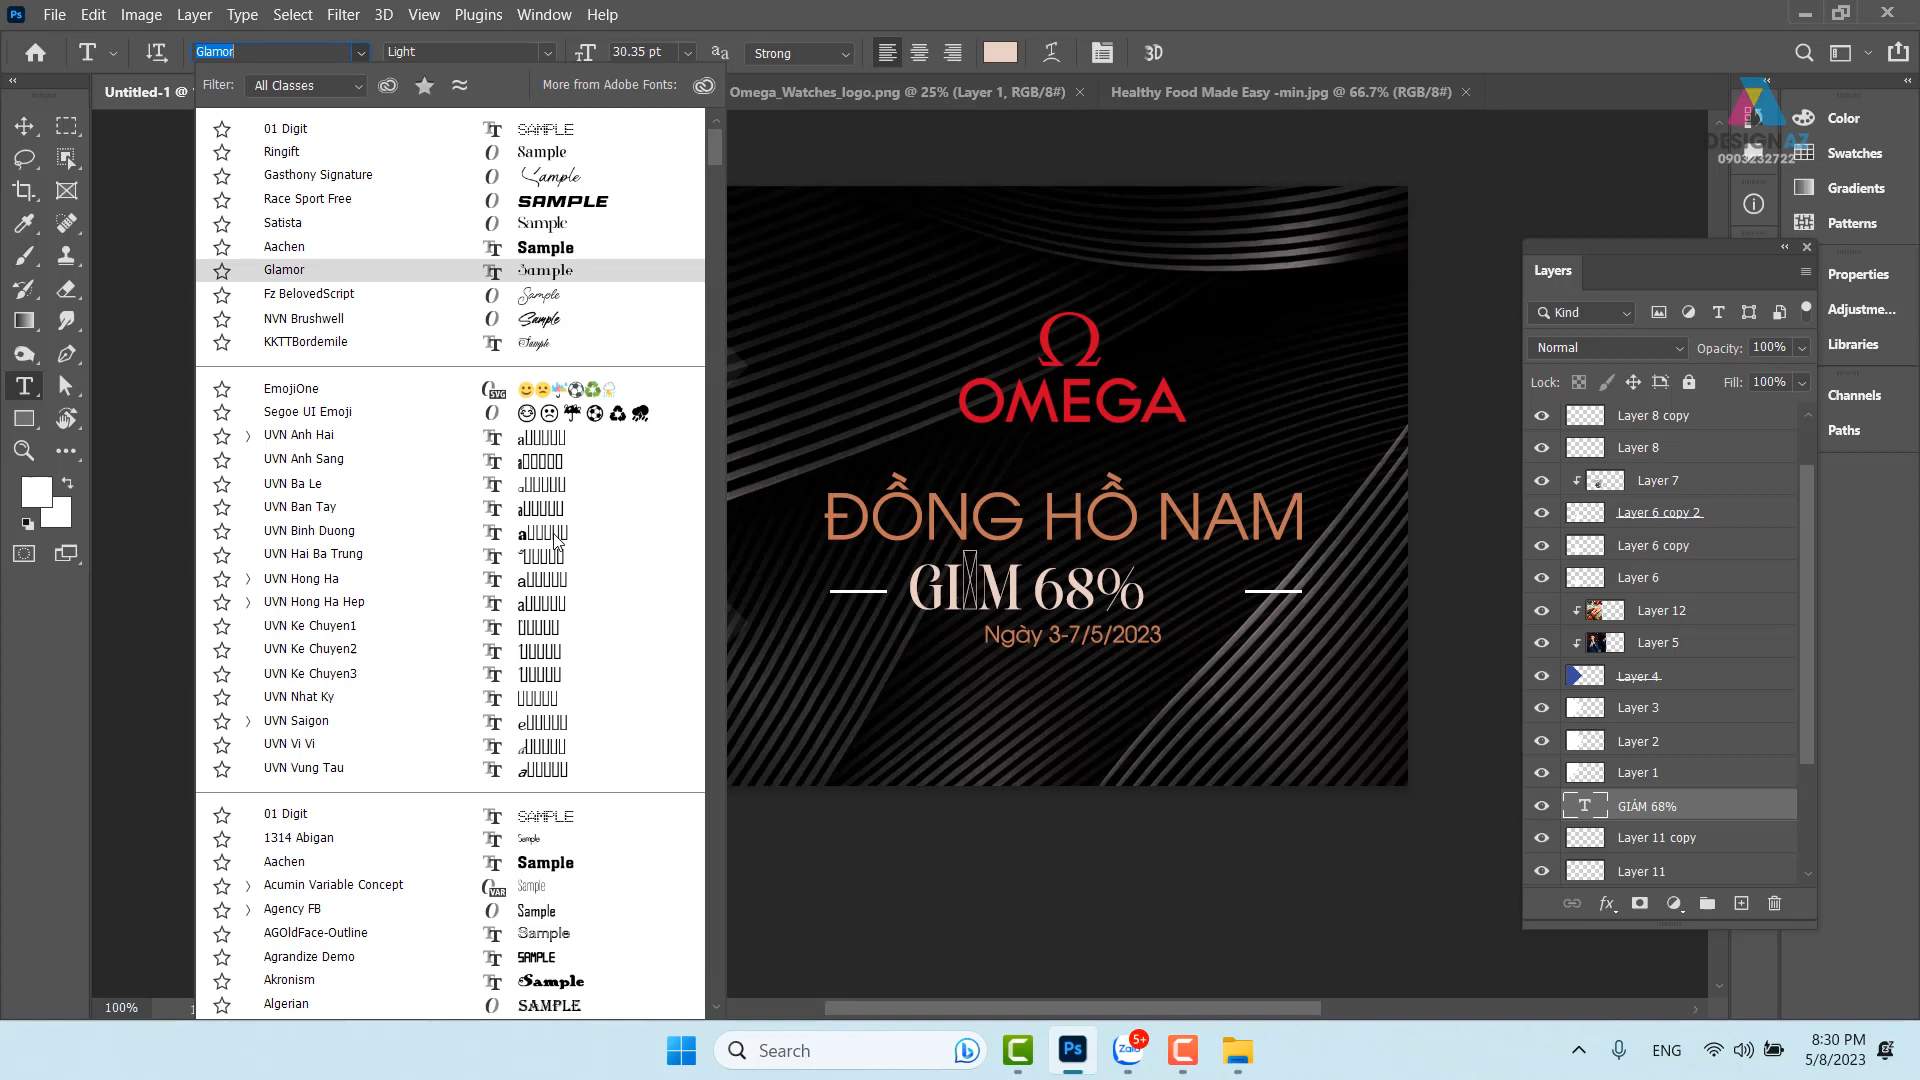 File Edit Image Layer Type Select Filter 3D View Plugins Window Help
Glamor Light 30.35 pt Strong 3D
Filter: All Classes More from Adobe Fonts:
Untitled-1 @
Omega_Watches_logo.png @ 25% (Layer 1, RGB/8#) Healthy Food Made Easy -min.jpg @ 66.7% (RGB/8#)
01 Digit SAMPLE
Ringift Sample
Gasthony Signature Sample
Race Sport Free SAMPLE
Satista Sample
Aachen Sample
Glamor Sample
Fz BelovedScript Sample
NVN Brushwell Sample
KKTTBordemile Sample
EmojiOne
Segoe UI Emoji
UVN Anh Hai
UVN Anh Sang
UVN Ba Le
UVN Ban Tay
UVN Binh Duong
UVN Hai Ba Trung
UVN Hong Ha
UVN Hong Ha Hep
UVN Ke Chuyen1
UVN Ke Chuyen2
UVN Ke Chuyen3
UVN Nhat Ky
UVN Saigon
UVN Vi Vi
UVN Vung Tau
01 Digit SAMPLE
1314 Abigan Sample
Aachen Sample
Acumin Variable Concept Sample
Agency FB Sample
AGOldFace-Outline Sample
Agrandize Demo SAMPLE
Akronism Sample
Algerian SAMPLE
100%
OMEGA
ĐỒNG HỒ NAM
GI M 68%
Ngày 3-7/5/2023
DESIGN AZ
0903232722
Color
Swatches
Gradients
Patterns
Properties
Adjustme...
Libraries
Channels
Paths
Layers
Kind
Normal Opacity: 100%
Lock: Fill: 100%
Layer 8 copy
Layer 8
Layer 7
Layer 6 copy 2
Layer 6 copy
Layer 6
Layer 12
Layer 5
Layer 4
Layer 3
Layer 2
Layer 1
GIẢM 68%
Layer 11 copy
Layer 11
fx
Search
Ps
Zalo 5+
ENG
8:30 PM
5/8/2023